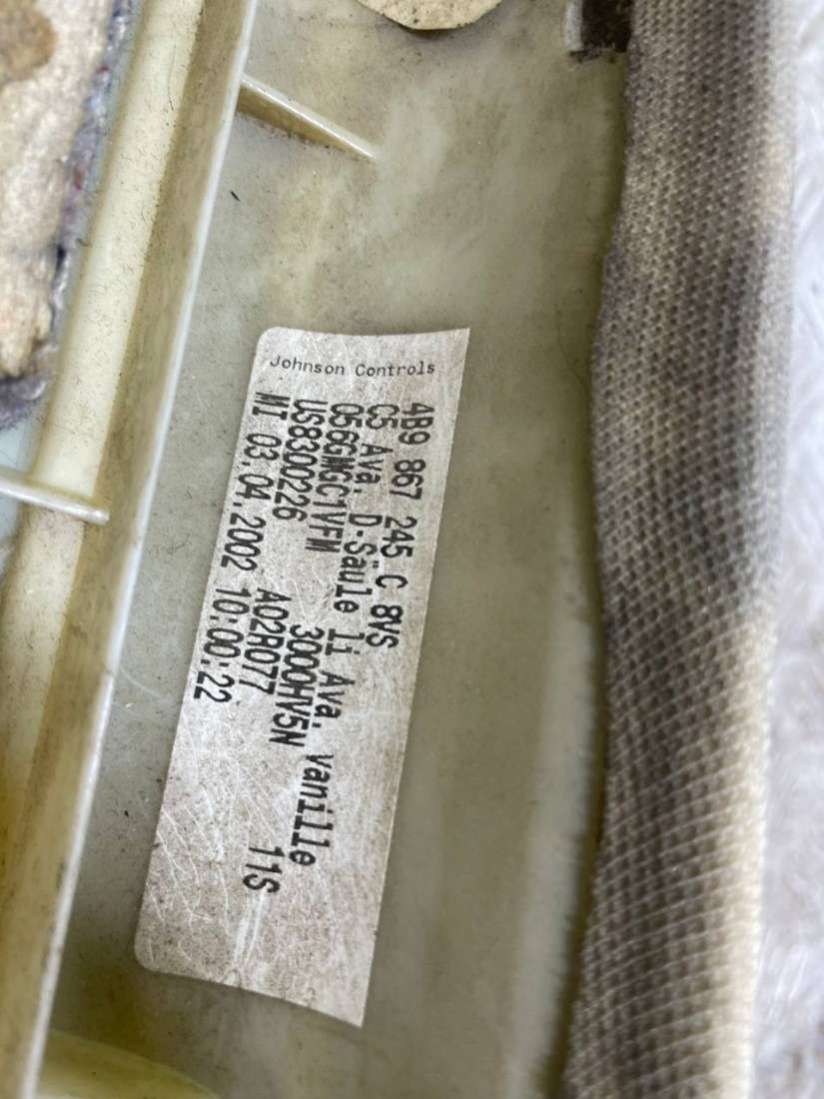 Johnson Controls
4B9 867 245 C 8VS
C5 Ava. D-Säule li Ava. vanille
056GMGC1VFM 3000HV5N 11S
US8300226 A02R077
MI 03.04.2002 10:00:22